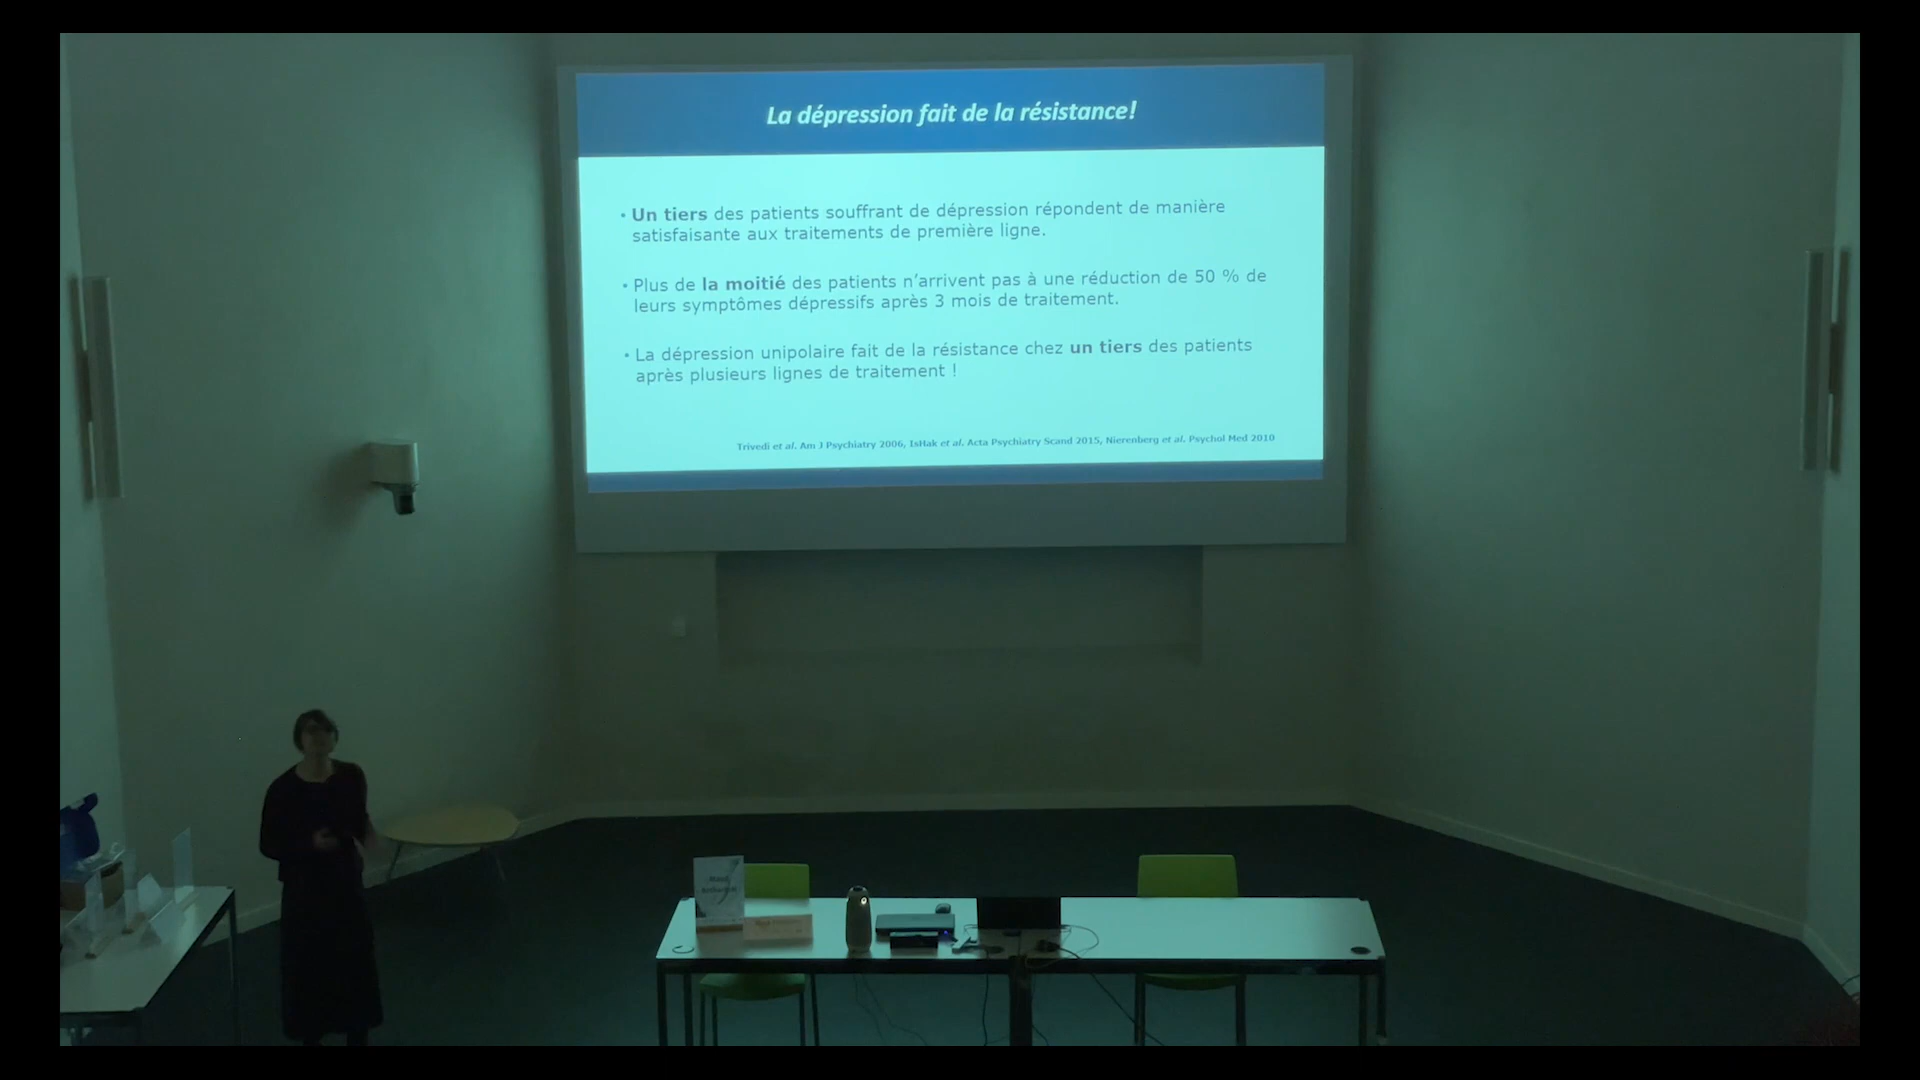 La dépression fait de la résistance!
• Un tiers des patients souffrant de dépression répondent de manière
satisfaisante aux traitements de première ligne.
• Plus de la moitié des patients n’arrivent pas à une réduction de 50 % de
leurs symptômes dépressifs après 3 mois de traitement.
• La dépression unipolaire fait de la résistance chez un tiers des patients
après plusieurs lignes de traitement !
Trivedi et al. Am J Psychiatry 2006, IsHak et al. Acta Psychiatry Scand 2015, Nierenberg et al. Psychol Med 2010